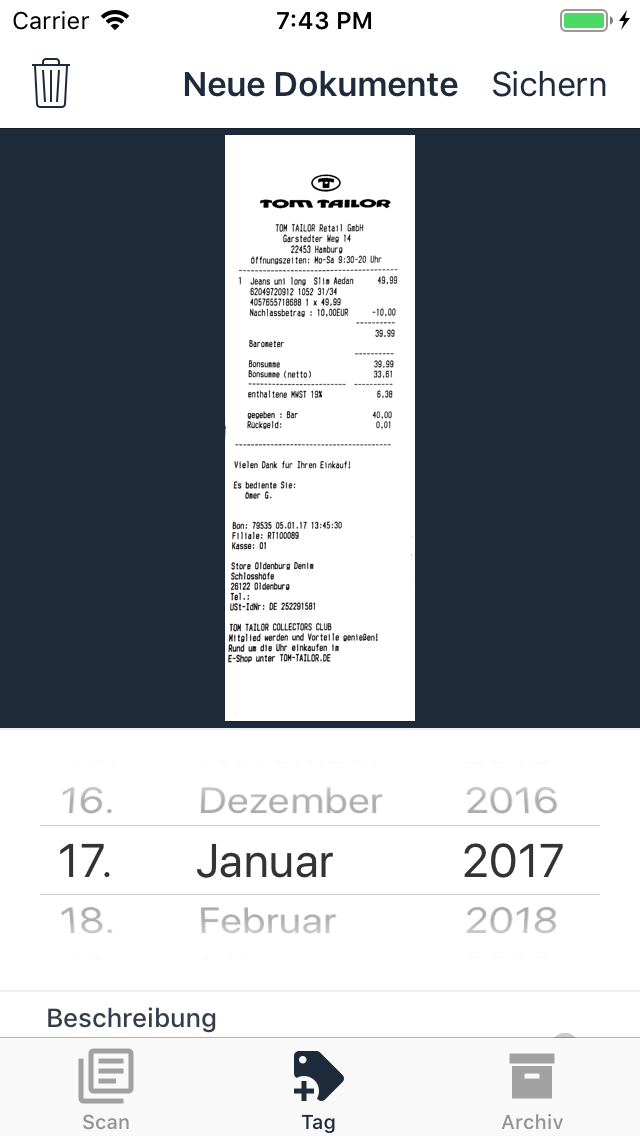 Carrier 7:43 PM
Neue Dokumente Sichern
TOM TAILOR
TOM TAILOR Retail GmbH
Garstedter Weg 14
22453 Hamburg
Öffnungszeiten: Mo-Sa 9:30-20 Uhr
1 Jeans uni long Slim Aedan 49,99
62049720912 1052 31/34
4057655718688 1 x 49,99
Nachlassbetrag : 10,00EUR -10,00
39,99
Barometer
Bonsumme 39,99
Bonsumme (netto) 33,61
enthaltene MWST 19% 6,38
gegeben : Bar 40,00
Rückgeld: 0,01
Vielen Dank für Ihren Einkauf!
Es bediente Sie:
Ömer G.
Bon: 79535 05.01.17 13:45:30
Filiale: RT100089
Kasse: 01
Store Oldenburg Denim
Schlosshöfe
26122 Oldenburg
Tel.:
USt-IdNr: DE 252291581
TOM TAILOR COLLECTORS CLUB
Mitglied werden und Vorteile genießen!
Rund um die Uhr einkaufen im
E-Shop unter TOM-TAILOR.DE
16. Dezember 2016
17. Januar 2017
18. Februar 2018
Beschreibung
Scan Tag Archiv